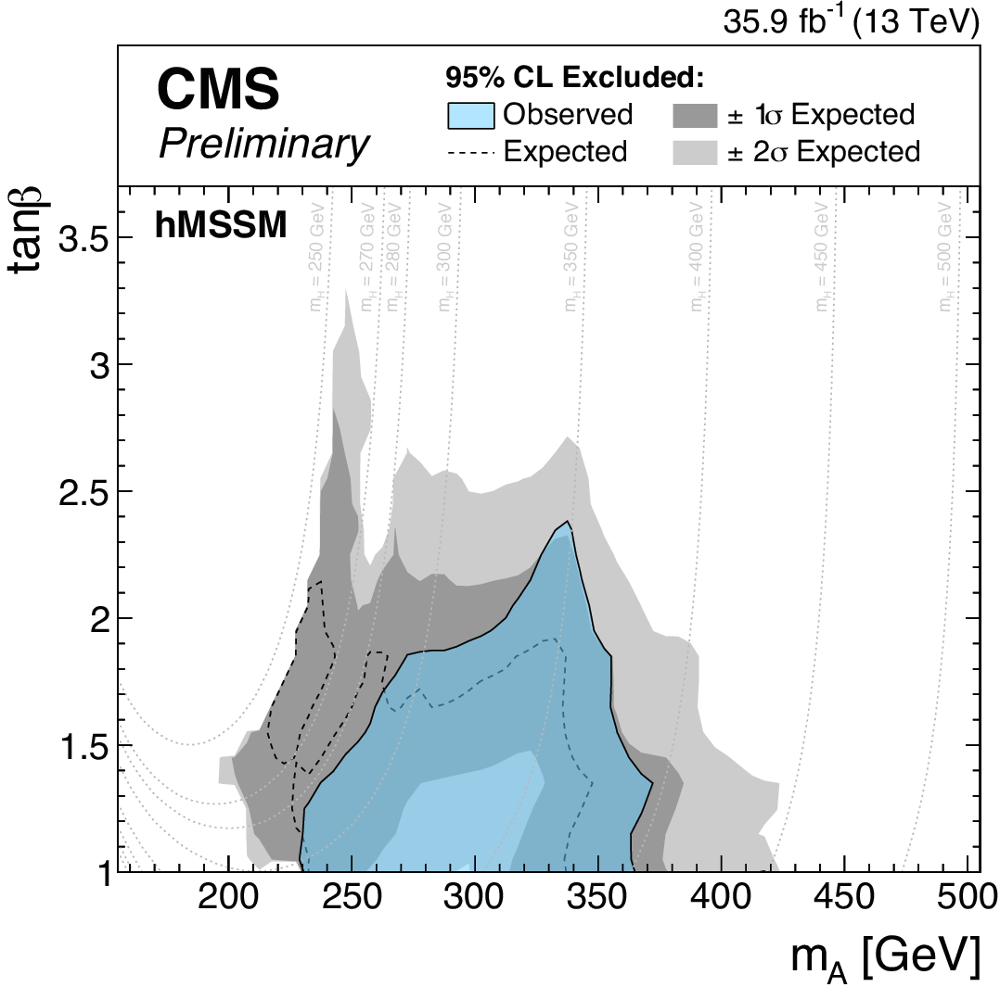 35.9 fb-1 (13 TeV)
CMS
Preliminary
95% CL Excluded:
Observed
± 1σ Expected
Expected
± 2σ Expected
hMSSM
tanβ
mH = 250 GeV
mH = 270 GeV
mH = 280 GeV
mH = 300 GeV
mH = 350 GeV
mH = 400 GeV
mH = 450 GeV
mH = 500 GeV
3.5
3
2.5
2
1.5
1
200 250 300 350 400 450 500
mA [GeV]